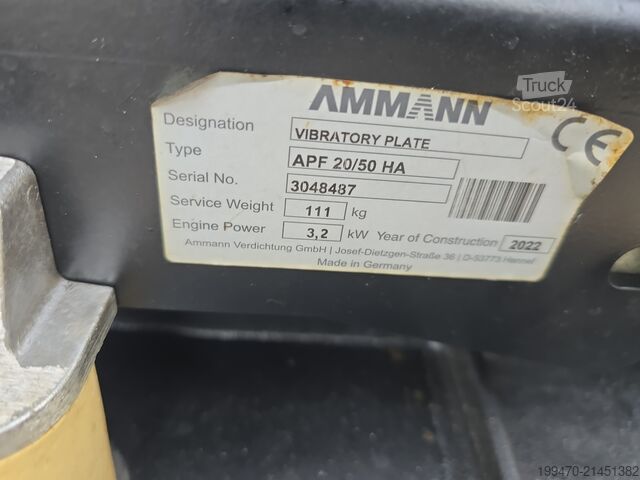 AMMANN
Truck
Scout24
CE
Designation VIBRATORY PLATE
Type APF 20/50 HA
Serial No. 3048487
Service Weight 111 kg
Engine Power 3,2 kW Year of Construction 2022
Ammann Verdichtung GmbH | Josef-Dietzgen-Straße 36 | D-53773 Hennef
Made in Germany
199470-21451382